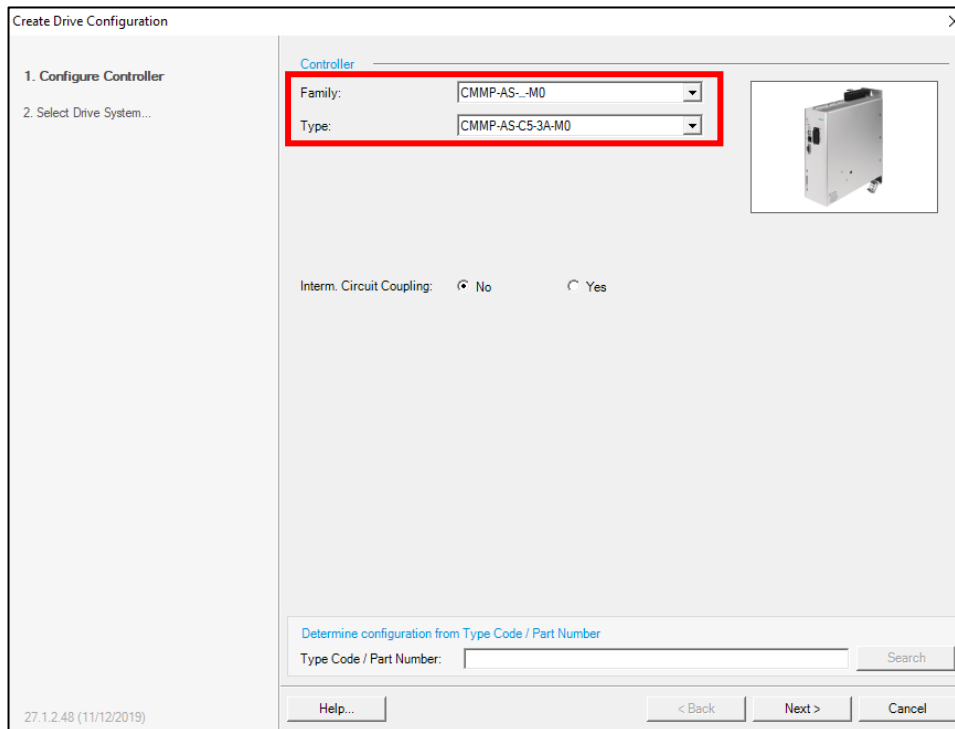 Create Drive Configuration
1. Configure Controller
2. Select Drive System...
Controller
Family: CMMP-AS-...-M0
Type: CMMP-AS-C5-3A-M0
Interm. Circuit Coupling: No Yes
Determine configuration from Type Code / Part Number
Type Code / Part Number: Search
27.1.2.48 (11/12/2019)
Help... < Back Next > Cancel